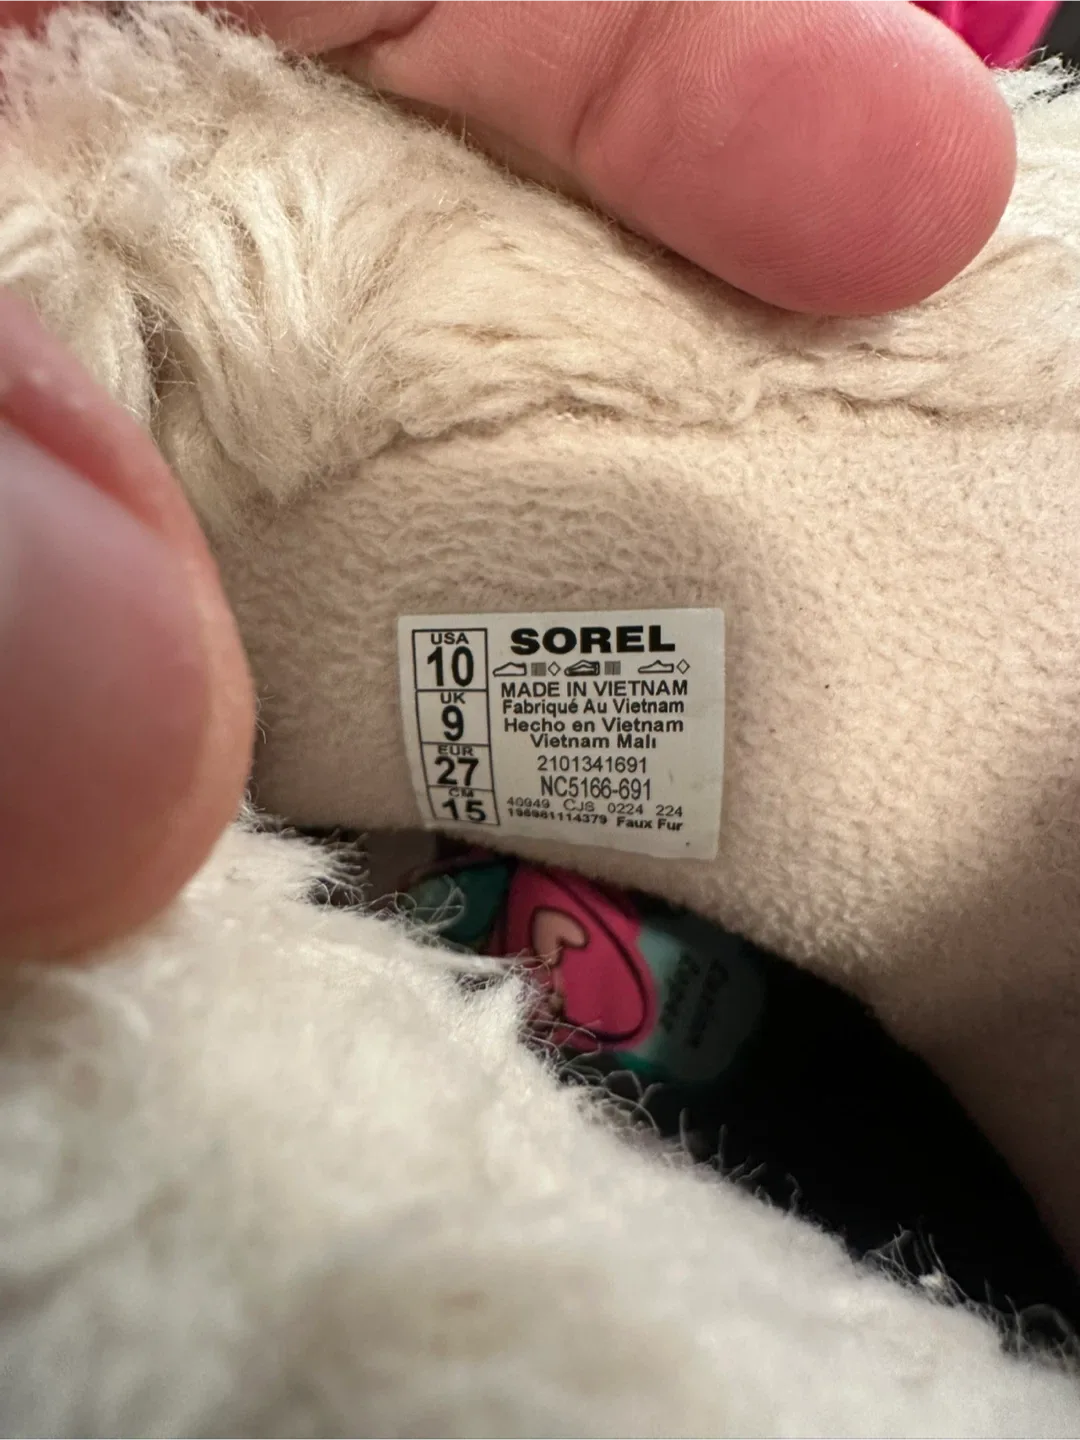 USA
10
UK
9
EUR
27
CM
15
SOREL
MADE IN VIETNAM
Fabriqué Au Vietnam
Hecho en Vietnam
Vietnam Malı
2101341691
NC5166-691
40949 CJS 0224 224
196981114379 Faux Fur